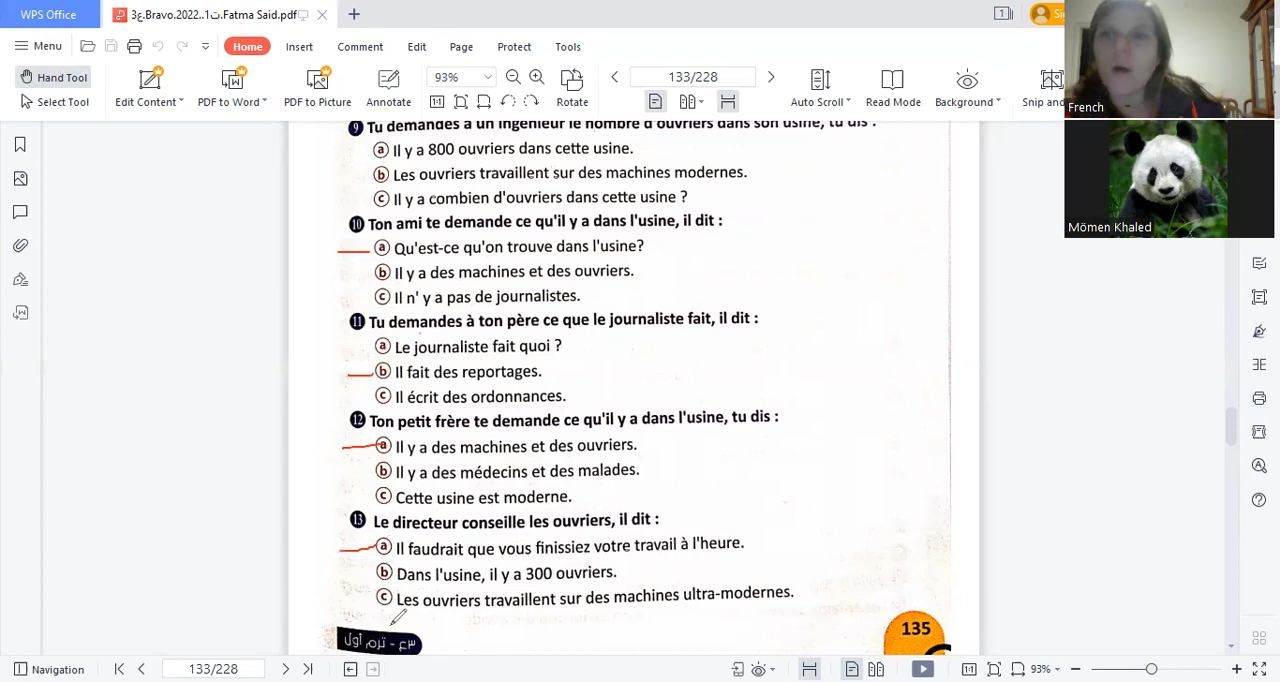 WPS Office
3ع.Bravo.2022..1ت.Fatma Said.pdf
1
Menu
Home
Insert
Comment
Edit
Page
Protect
Tools
Hand Tool
Select Tool
Edit Content
PDF to Word
PDF to Picture
Annotate
93%
Rotate
133/228
Auto Scroll
Read Mode
Background
Snip and
French
Mömen Khaled
9 Tu demandes à un ingénieur le nombre d'ouvriers dans son usine, tu dis :
a Il y a 800 ouvriers dans cette usine.
b Les ouvriers travaillent sur des machines modernes.
c Il y a combien d'ouvriers dans cette usine ?
10 Ton ami te demande ce qu'il y a dans l'usine, il dit :
a Qu'est-ce qu'on trouve dans l'usine?
b Il y a des machines et des ouvriers.
c Il n' y a pas de journalistes.
11 Tu demandes à ton père ce que le journaliste fait, il dit :
a Le journaliste fait quoi ?
b Il fait des reportages.
c Il écrit des ordonnances.
12 Ton petit frère te demande ce qu'il y a dans l'usine, tu dis :
a Il y a des machines et des ouvriers.
b Il y a des médecins et des malades.
c Cette usine est moderne.
13 Le directeur conseille les ouvriers, il dit :
a Il faudrait que vous finissiez votre travail à l'heure.
b Dans l'usine, il y a 300 ouvriers.
c Les ouvriers travaillent sur des machines ultra-modernes.
٣ع - ترم أول
135
Navigation
133/228
93%